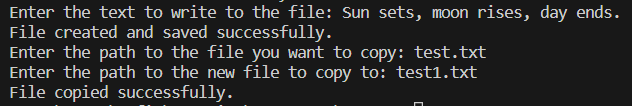 Enter the text to write to the file: Sun sets, moon rises, day ends.
File created and saved successfully.
Enter the path to the file you want to copy: test.txt
Enter the path to the new file to copy to: test1.txt
File copied successfully.